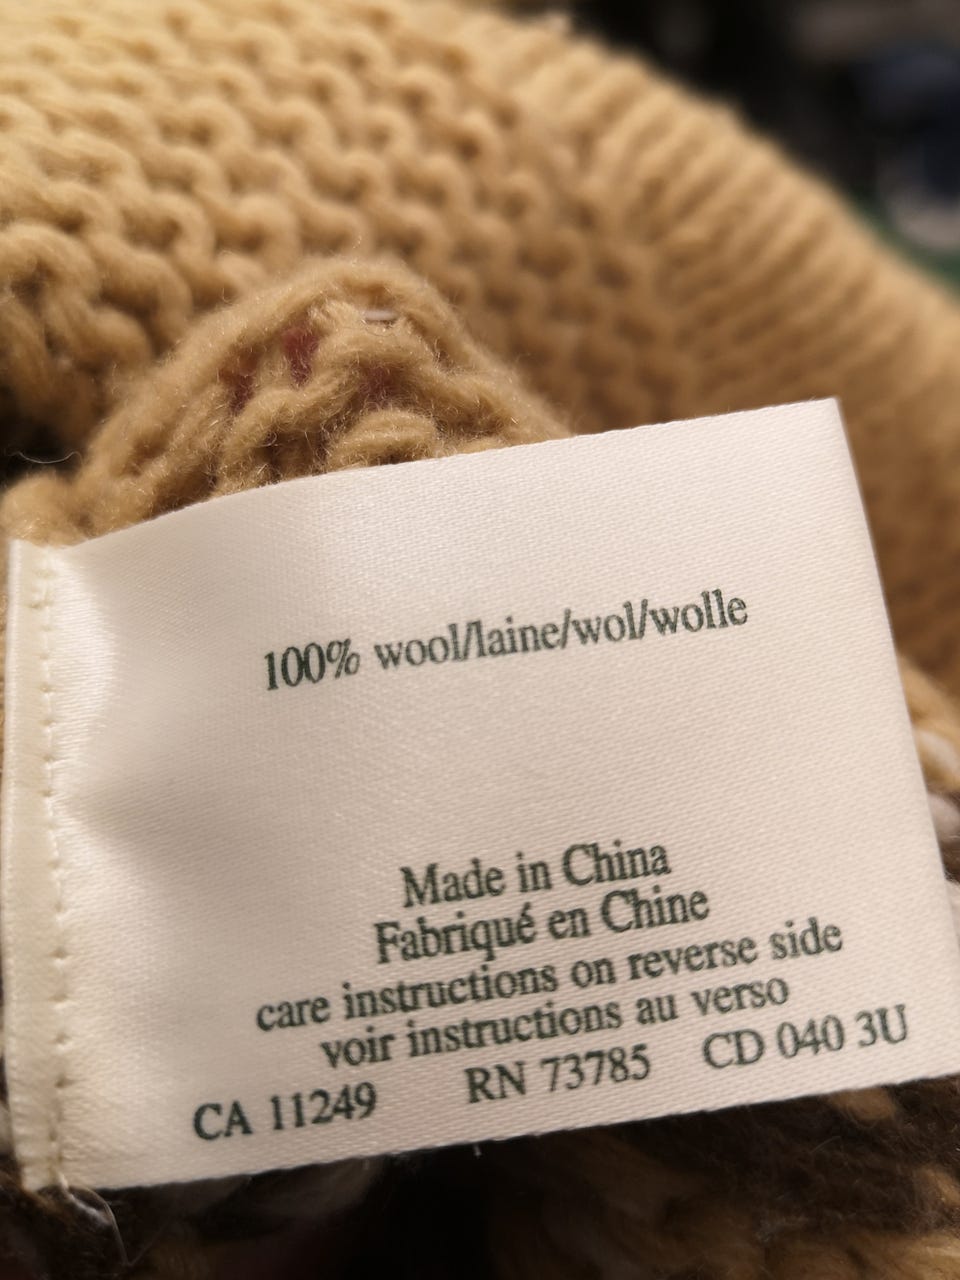 100% wool/laine/wol/wolle
Made in China
Fabriqué en Chine
care instructions on reverse side
voir instructions au verso
CA 11249 RN 73785 CD 040 3U